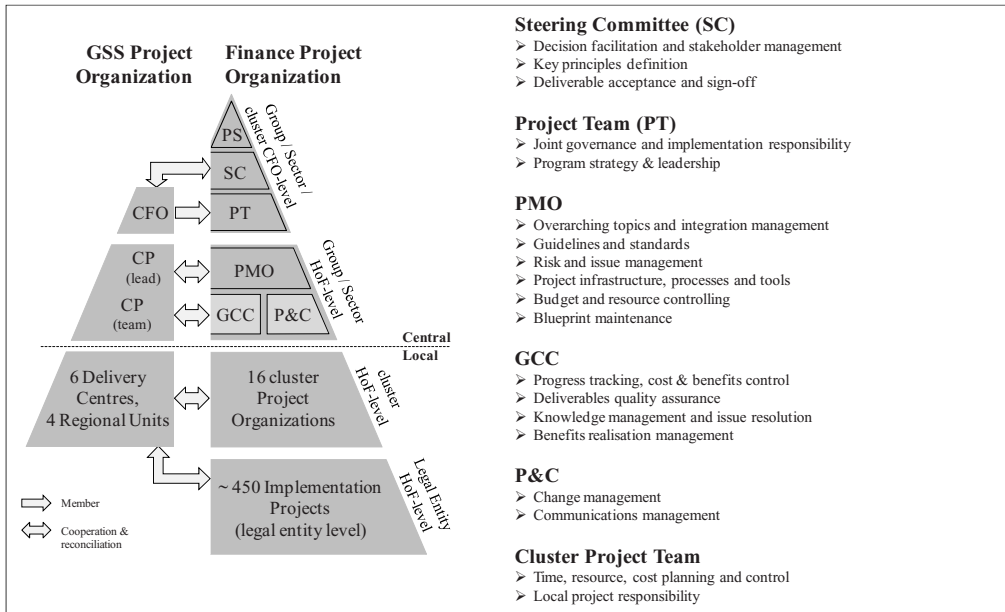 GSS Project
Organization
Finance Project
Organization
PS
SC
PT
Group / Sector /
cluster CFO-level
CFO
CP
(lead)
CP
(team)
PMO
GCC
P&C
Group / Sector
HoF-level
Central
Local
6 Delivery
Centres,
4 Regional Units
16 cluster
Project
Organizations
cluster
HoF-level
~ 450 Implementation
Projects
(legal entity level)
Legal Entity
HoF-level
Member
Cooperation &
reconciliation
Steering Committee (SC)
➢ Decision facilitation and stakeholder management
➢ Key principles definition
➢ Deliverable acceptance and sign-off
Project Team (PT)
➢ Joint governance and implementation responsibility
➢ Program strategy & leadership
PMO
➢ Overarching topics and integration management
➢ Guidelines and standards
➢ Risk and issue management
➢ Project infrastructure, processes and tools
➢ Budget and resource controlling
➢ Blueprint maintenance
GCC
➢ Progress tracking, cost & benefits control
➢ Deliverables quality assurance
➢ Knowledge management and issue resolution
➢ Benefits realisation management
P&C
➢ Change management
➢ Communications management
Cluster Project Team
➢ Time, resource, cost planning and control
➢ Local project responsibility